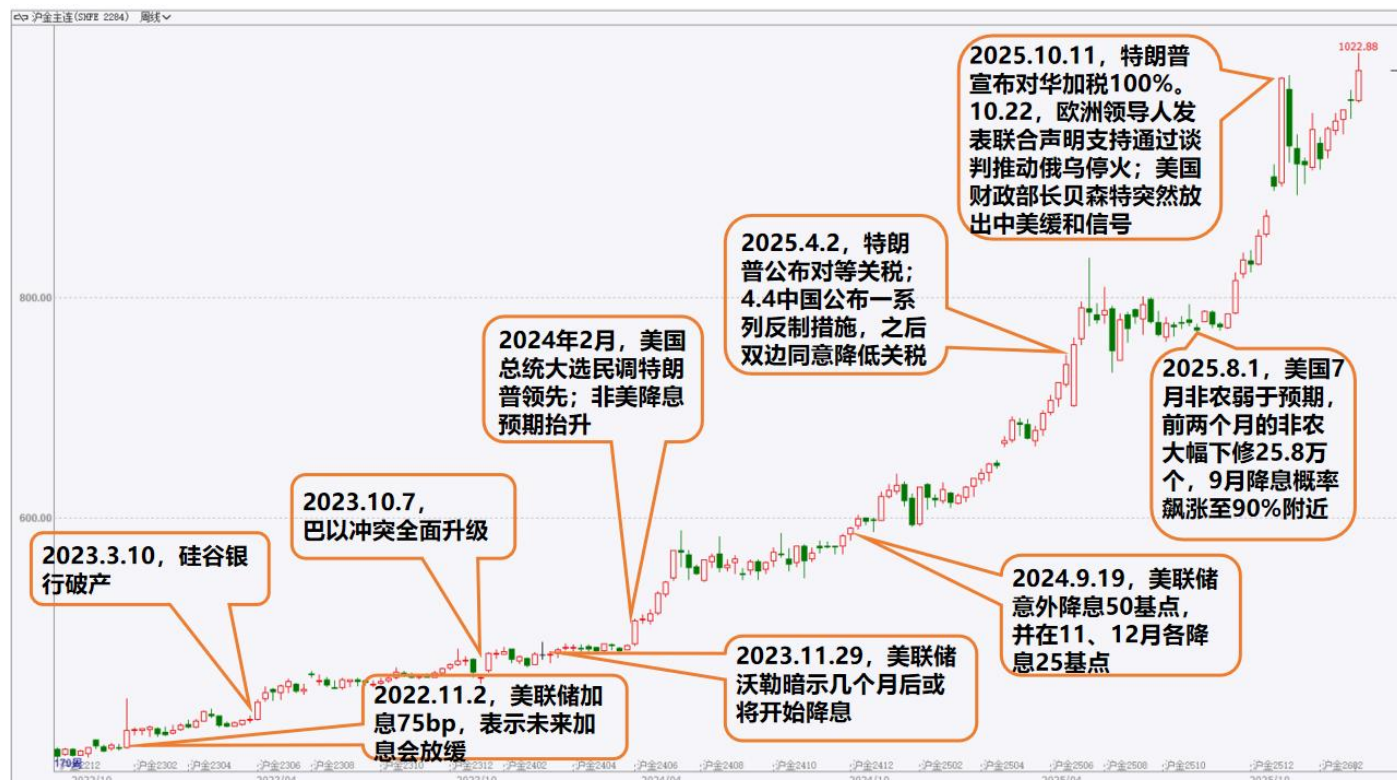 沪金主连(SHFE 2284) 周线
1022.88
2025.10.11，特朗普
宣布对华加税100%。
10.22，欧洲领导人发
表联合声明支持通过谈
判推动俄乌停火；美国
财政部长贝森特突然放
出中美缓和信号
2025.4.2，特朗
普公布对等关税；
4.4中国公布一系
列反制措施，之后
双边同意降低关税
800.00
2024年2月，美国
总统大选民调特朗
普领先；非美降息
预期抬升
2025.8.1，美国7
月非农弱于预期，
前两个月的非农
大幅下修25.8万
个，9月降息概率
飙涨至90%附近
2023.10.7，
巴以冲突全面升级
600.00
2023.3.10，硅谷银
行破产
2024.9.19，美联储
意外降息50基点，
并在11、12月各降
息25基点
2023.11.29，美联储
沃勒暗示几个月后或
将开始降息
2022.11.2，美联储加
息75bp，表示未来加
息会放缓
170周
沪金2302 沪金2304 沪金2306 沪金2308 沪金2310 沪金2312 沪金2402 沪金2404 沪金2406 沪金2408 沪金2410 沪金2412 沪金2502 沪金2504 沪金2506 沪金2508 沪金2510 沪金2512 沪金2602